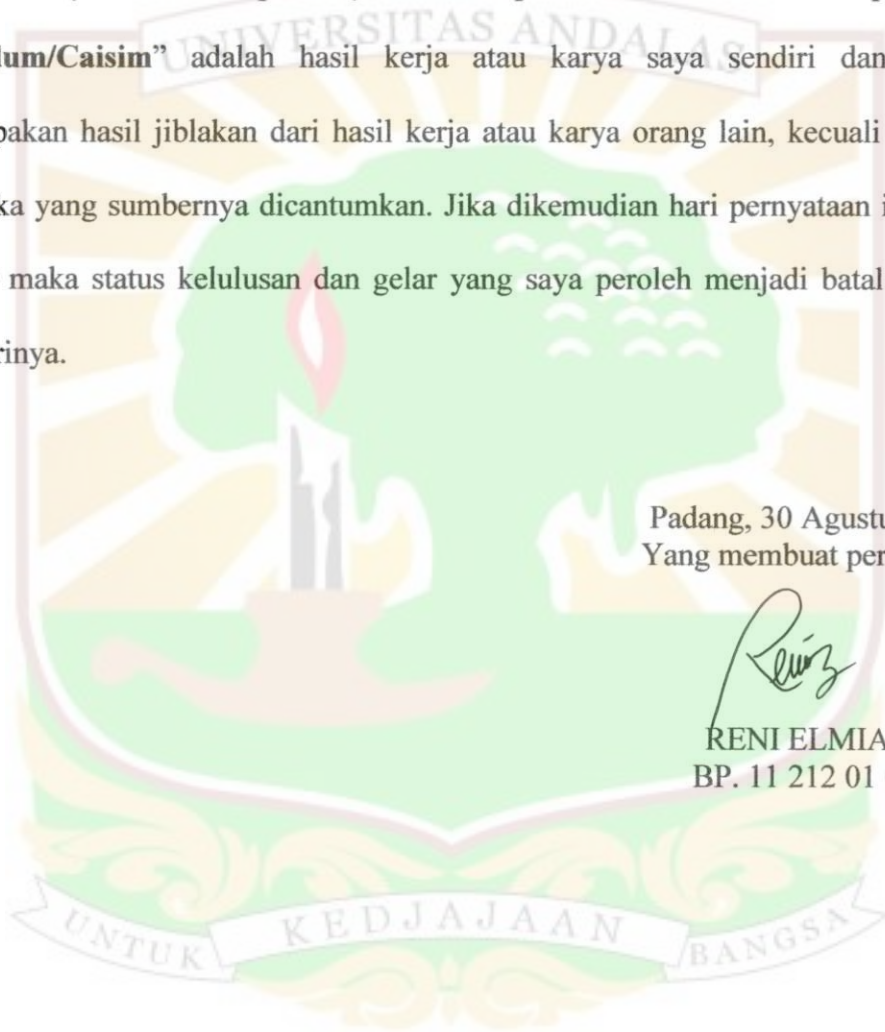 UNIVERSITAS ANDALAS
lum/Caisim" adalah hasil kerja atau karya saya sendiri dan
pakan hasil jiblakan dari hasil kerja atau karya orang lain, kecuali
ka yang sumbernya dicantumkan. Jika dikemudian hari pernyataan i
maka status kelulusan dan gelar yang saya peroleh menjadi batal
rinya.
Padang, 30 Agustu
Yang membuat per
RENI ELMIA
BP. 11 212 01
UNTUK KEDJAJAAN BANGSA